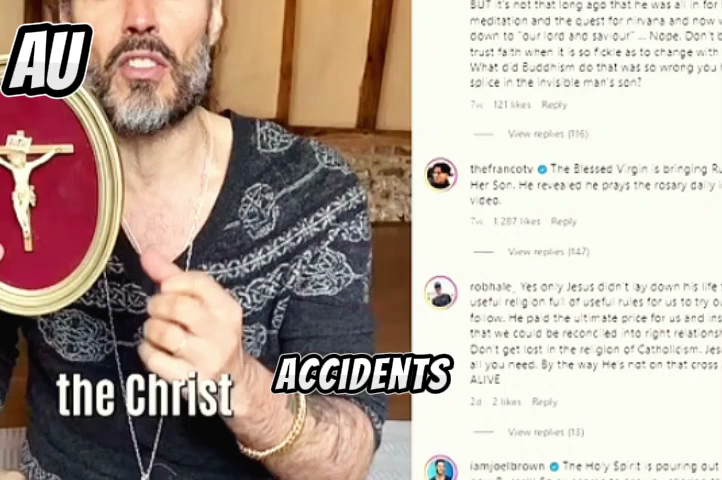 AU
the Christ
ACCIDENTS
BUT it's not that long ago that he was all in for
meditation and the quest for nirvana and now
down to "our lord and saviour" ... Nope. Don't
trust faith when it is so fickle as to change with
What did Buddhism do that was so wrong you
splice in the invisible man's son?
7w 121 likes Reply
View replies (116)
thefrancotv The Blessed Virgin is bringing
Her Son. He revealed he prays the rosary daily
video.
7w 1,287 likes Reply
View replies (147)
robhale_ Yes only Jesus didn't lay down his life
useful religion full of useful rules for us to try
follow. He paid the ultimate price for us and
that we could be reconciled into right
Don't get lost in the religion of Catholicism.
all you need. By the way He's not on that cross
ALIVE
2d 2 likes Reply
View replies (13)
iamjoelbrown The Holy Spirit is pouring out